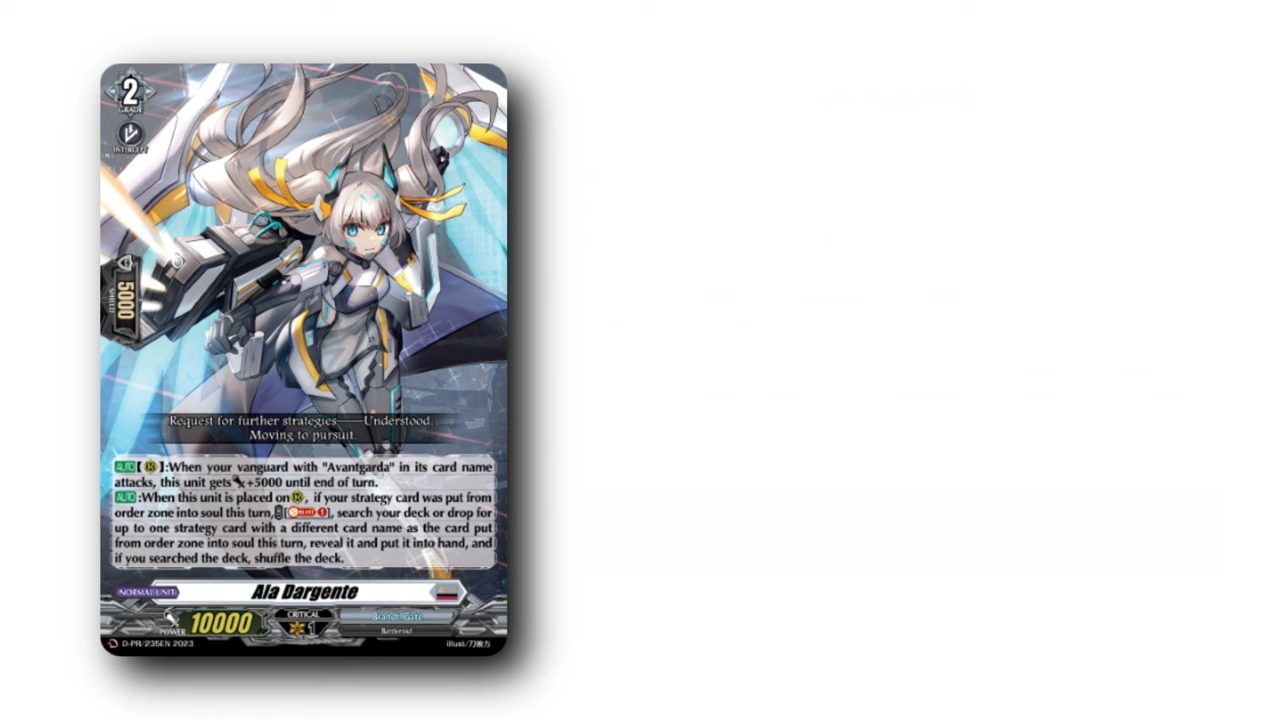 2
GRADE
INTERCEPT
SHIELD
5000
Request for further strategies——Understood.
Moving to pursuit.
AUTO [ R ]:When your vanguard with "Avantgarda" in its card name
attacks, this unit gets +5000 until end of turn.
AUTO :When this unit is placed on R , if your strategy card was put from
order zone into soul this turn, [ BLAST 1], search your deck or drop for
up to one strategy card with a different card name as the card put
from order zone into soul this turn, reveal it and put it into hand, and
if you searched the deck, shuffle the deck.
NORMAL UNIT
Ala Dargente
POWER 10000
CRITICAL
1
Brandt Gate
Battleroid
D-PR/235EN 2023
illust/刀彼方